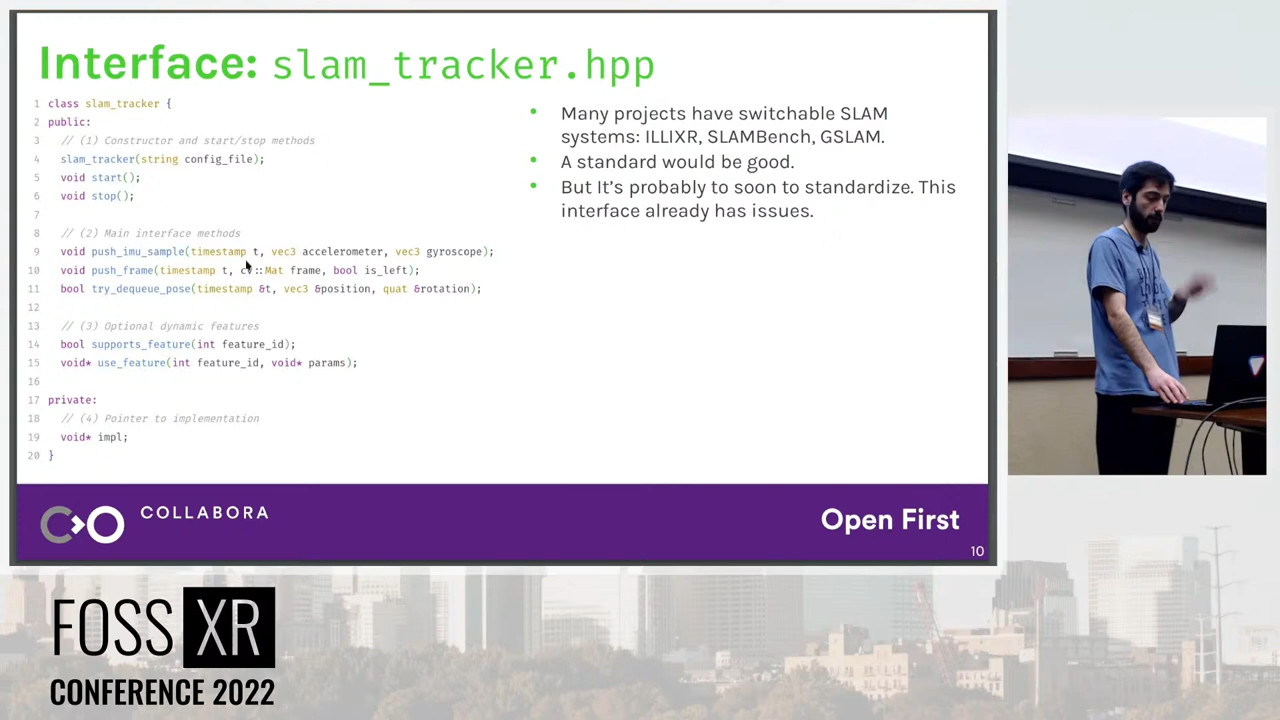 Interface: slam_tracker.hpp
1 class slam_tracker {
2 public:
3 // (1) Constructor and start/stop methods
4 slam_tracker(string config_file);
5 void start();
6 void stop();
7
8 // (2) Main interface methods
9 void push_imu_sample(timestamp t, vec3 accelerometer, vec3 gyroscope);
10 void push_frame(timestamp t, cv::Mat frame, bool is_left);
11 bool try_dequeue_pose(timestamp &t, vec3 &position, quat &rotation);
12
13 // (3) Optional dynamic features
14 bool supports_feature(int feature_id);
15 void* use_feature(int feature_id, void* params);
16
17 private:
18 // (4) Pointer to implementation
19 void* impl;
20 }
• Many projects have switchable SLAM
systems: ILLIXR, SLAMBench, GSLAM.
• A standard would be good.
• But It's probably to soon to standardize. This
interface already has issues.
COLLABORA
Open First
10
FOSS XR
CONFERENCE 2022